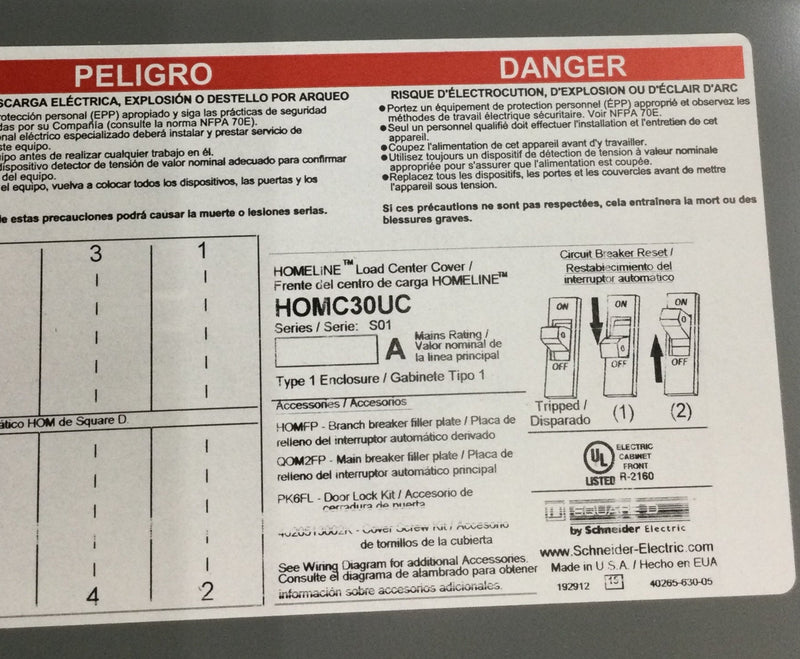 PELIGRO
SCARGA ELÉCTRICA, EXPLOSIÓN O DESTELLO POR ARQUEO
otección personal (EPP) apropiado y siga las prácticas de seguridad
das por su Compañía (consulte la norma NFPA 70E).
nal eléctrico especializado deberá instalar y prestar servicio de
ste equipo.
uipo antes de realizar cualquier trabajo en él.
dispositivo detector de tensión de valor nominal adecuado para confirmar
del equipo.
el equipo, vuelva a colocar todos los dispositivos, las puertas y los
e estas precauciones podrá causar la muerte o lesiones serias.
DANGER
RISQUE D'ÉLECTROCUTION, D'EXPLOSION OU D'ÉCLAIR D'ARC
●Portez un équipement de protection personnel (ÉPP) approprié et observez les
méthodes de travail électrique sécuritaire. Voir NFPA 70E.
●Seul un personnel qualifié doit effectuer l'installation et l'entretien de cet
appareil.
●Coupez l'alimentation de cet appareil avant d'y travailler.
●Utilisez toujours un dispositif de détection de tension à valeur nominale
appropriée pour s'assurer que l'alimentation est coupée.
●Replacez tous les dispositifs, les portes et les couvercles avant de mettre
l'appareil sous tension.
Si ces précautions ne sont pas respectées, cela entraînera la mort ou des
blessures graves.
3 1
ático HOM de Square D.
4 2
HOMELINE™ Load Center Cover /
Frente del centro de carga HOMELINE™
HOMC30UC
Series / Serie: S01
A
Mains Rating /
Valor nominal de
la línea principal
Type 1 Enclosure / Gabinete Tipo 1
Accessories / Accesorios
HOMFP - Branch breaker filler plate / Placa de
relleno del interruptor automático derivado
QOM2FP - Main breaker filler plate / Placa de
relleno del interruptor automático principal
PK6FL - Door Lock Kit / Accesorio de
cerradura de puerta
Cover Screw Kit / Accesorio
de tornillos de la cubierta
See Wiring Diagram for additional Accessories.
Consulte el diagrama de alambrado para obtener
información sobre accesorios adicionales.
Circuit Breaker Reset /
Restabiecimiento del
interruptor automático
ON ON ON
OFF OFF OFF
Tripped /
Disparado
(1) (2)
UL
LISTED
ELECTRIC
CABINET
FRONT
R-2160
SQUARE D
by Schneider Electric
www.Schneider-Electric.com
Made in U.S.A. / Hecho en EUA
192912 15 40265-630-05